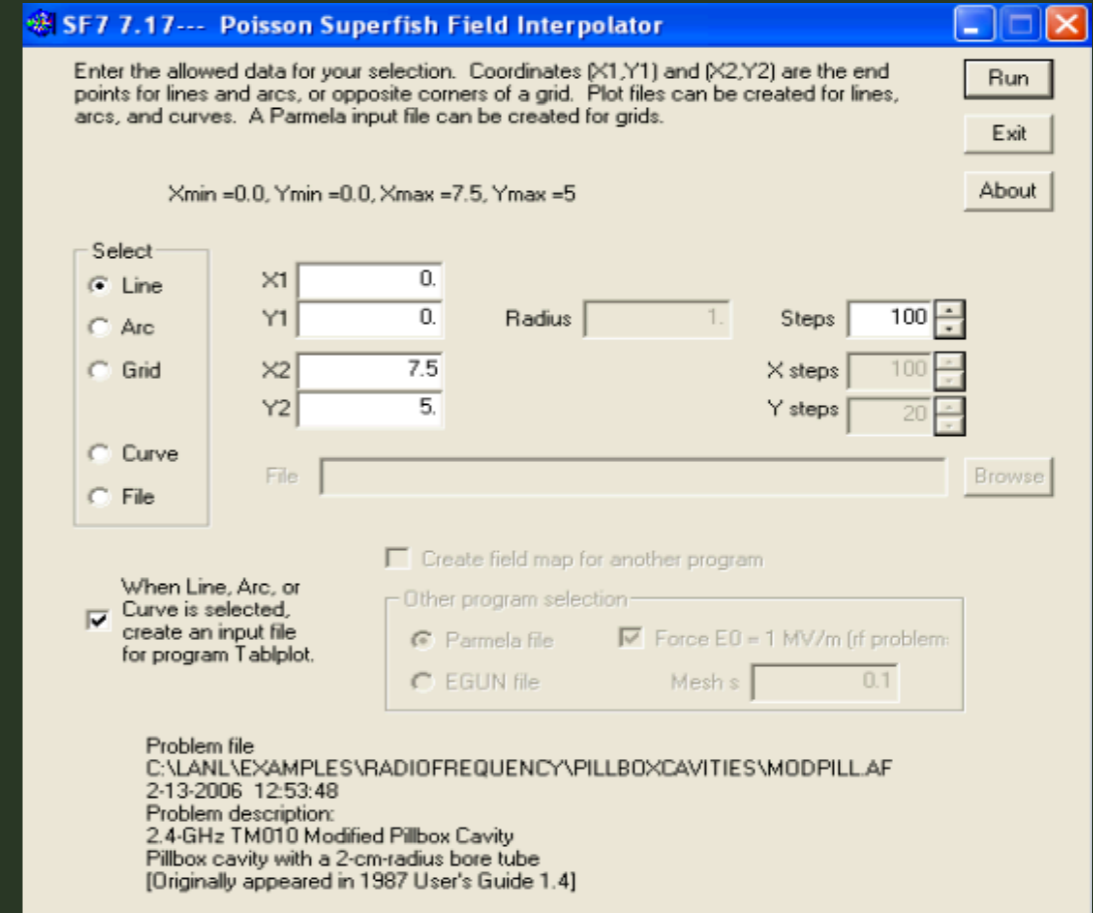 SF7 7.17--- Poisson Superfish Field Interpolator
Enter the allowed data for your selection. Coordinates (X1,Y1) and (X2,Y2) are the end
points for lines and arcs, or opposite corners of a grid. Plot files can be created for lines,
arcs, and curves. A Parmela input file can be created for grids.
Run
Exit
About
Xmin =0.0, Ymin =0.0, Xmax =7.5, Ymax =5
Select
Line
Arc
Grid
Curve
File
X1 0.
Y1 0.
X2 7.5
Y2 5.
Radius 1.
Steps 100
X steps 100
Y steps 20
File
Browse
When Line, Arc, or
Curve is selected,
create an input file
for program Tablplot.
Create field map for another program
Other program selection
Parmela file
Force E0 = 1 MV/m (rf problem:
EGUN file
Mesh s 0.1
Problem file
C:\LANL\EXAMPLES\RADIOFREQUENCY\PILLBOXCAVITIES\MODPILL.AF
2-13-2006 12:53:48
Problem description:
2.4-GHz TM010 Modified Pillbox Cavity
Pillbox cavity with a 2-cm-radius bore tube
[Originally appeared in 1987 User's Guide 1.4]